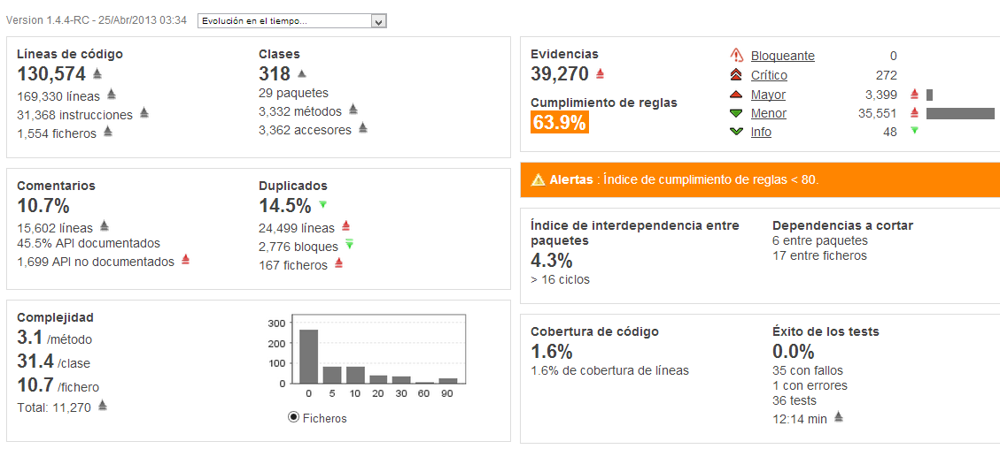 Version 1.4.4-RC - 25/Abr/2013 03:34
Evolución en el tiempo...
Líneas de código
130,574
169,330 líneas
31,368 instrucciones
1,554 ficheros
Clases
318
29 paquetes
3,332 métodos
3,362 accesores
Comentarios
10.7%
15,602 líneas
45.5% API documentados
1,699 API no documentados
Duplicados
14.5%
24,499 líneas
2,776 bloques
167 ficheros
Complejidad
3.1 /método
31.4 /clase
10.7 /fichero
Total: 11,270
300
200
100
0
0 5 10 20 30 60 90
Ficheros
Evidencias
39,270
Cumplimiento de reglas
63.9%
Bloqueante 0
Crítico 272
Mayor 3,399
Menor 35,551
Info 48
Alertas : Índice de cumplimiento de reglas < 80.
Índice de interdependencia entre
paquetes
4.3%
> 16 ciclos
Dependencias a cortar
6 entre paquetes
17 entre ficheros
Cobertura de código
1.6%
1.6% de cobertura de líneas
Éxito de los tests
0.0%
35 con fallos
1 con errores
36 tests
12:14 min